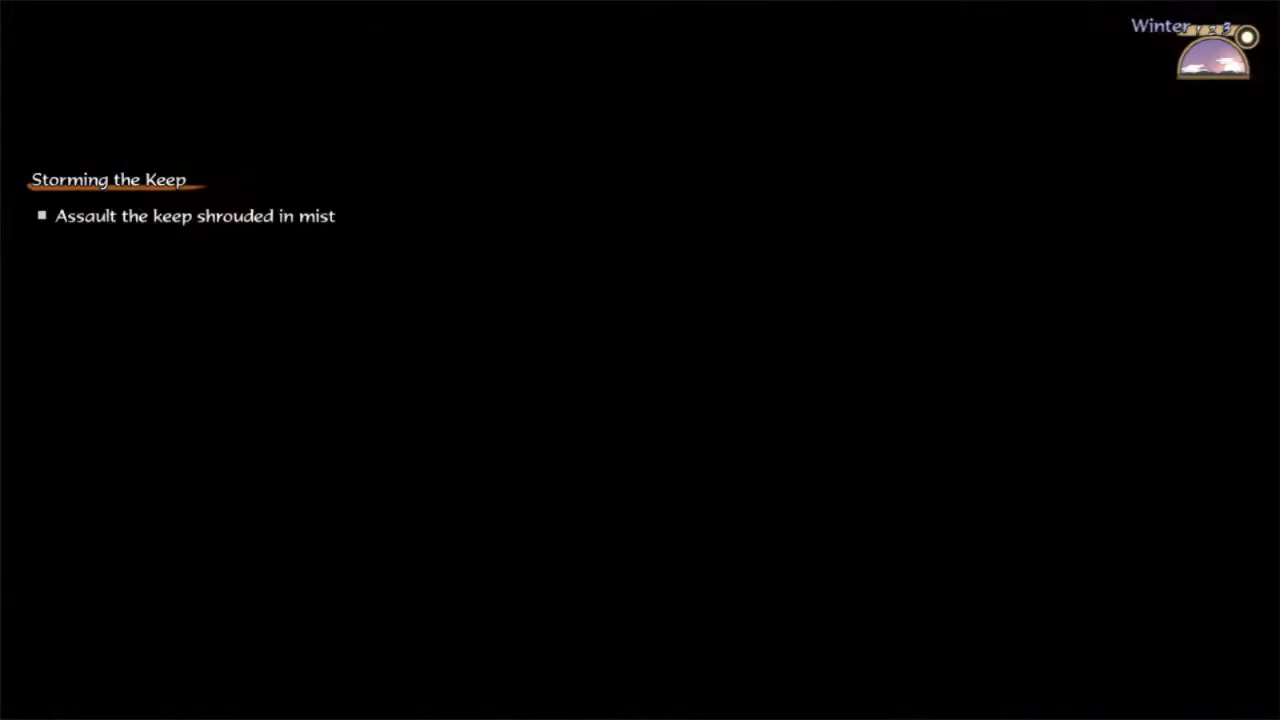 Winter
Storming the Keep
Assault the keep shrouded in mist